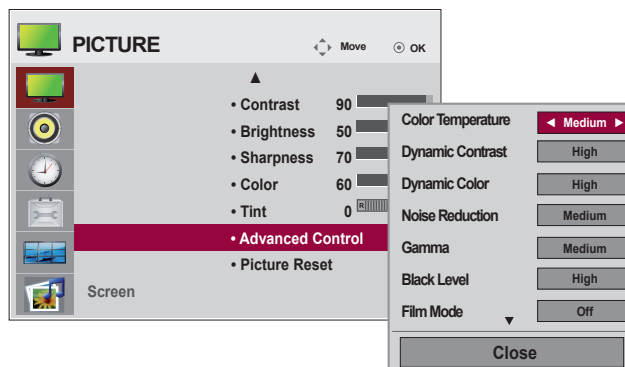 PICTURE
Move
OK
• Contrast 90
• Brightness 50
• Sharpness 70
• Color 60
• Tint 0 R
• Advanced Control
• Picture Reset
Screen
Color Temperature ◄ Medium ►
Dynamic Contrast High
Dynamic Color High
Noise Reduction Medium
Gamma Medium
Black Level High
Film Mode Off
Close